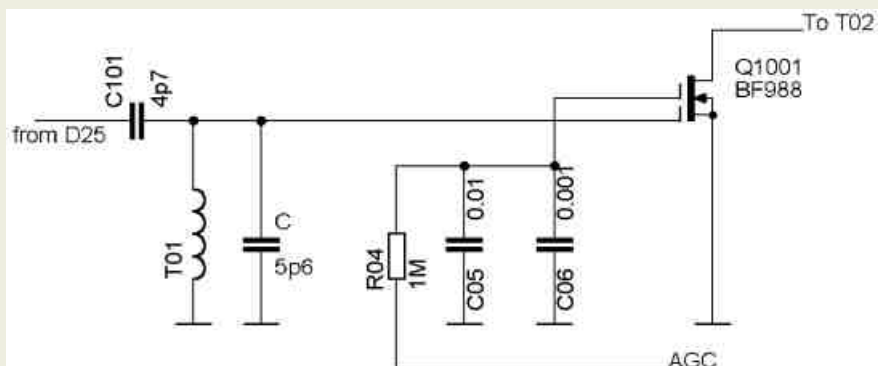 To T02
Q1001
BF988
C101
4p7
from D25
T01
C
5p6
R04
1M
0.01
C05
0.001
C06
AGC